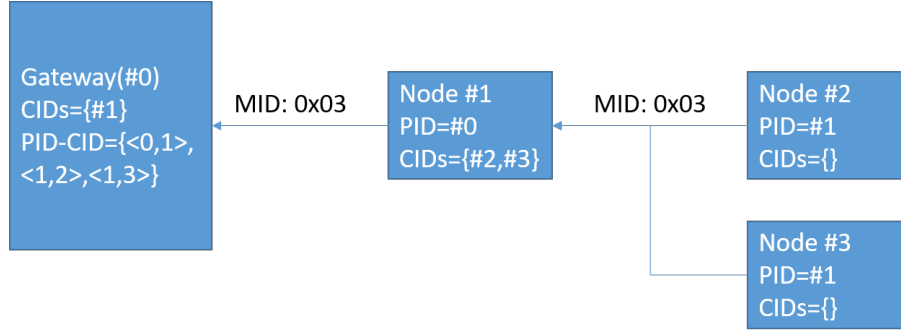 Gateway(#0)
CIDs={#1}
PID-CID={<0,1>,
<1,2>,<1,3>}
MID: 0x03
Node #1
PID=#0
CIDs={#2,#3}
MID: 0x03
Node #2
PID=#1
CIDs={}
Node #3
PID=#1
CIDs={}